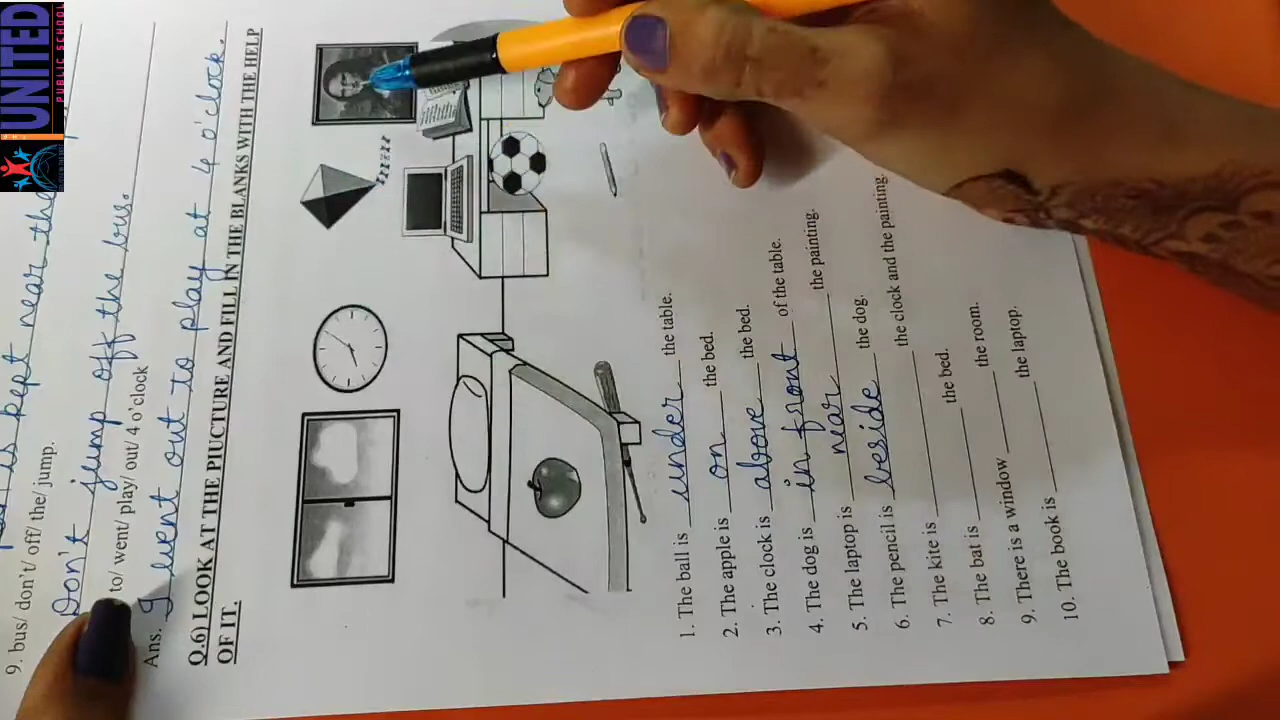 UNITED
PUBLIC SCHOOL
is kept near the
9. bus/ don't/ off/ the/ jump.
Don't jump off the bus.
to/ went/ play/ out/ 4 o'clock
Ans. I went out to play at 4 o'clock.
Q.6) LOOK AT THE PIUCTURE AND FILL IN THE BLANKS WITH THE HELP
OF IT.
1. The ball is under the table.
2. The apple is on the bed.
3. The clock is above the bed.
4. The dog is in front of the table.
5. The laptop is near the painting.
6. The pencil is beside the dog.
7. The kite is ____ the clock and the painting.
8. The bat is ____ the bed.
9. There is a window ____ the room.
10. The book is ____ the laptop.